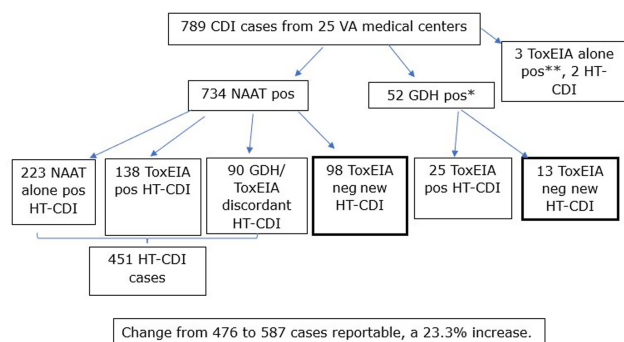 789 CDI cases from 25 VA medical centers
3 ToxEIA alone
pos**, 2 HT-
CDI
734 NAAT pos
52 GDH pos*
223 NAAT
alone pos
HT-CDI
138 ToxEIA
pos HT-CDI
90 GDH/
ToxEIA
discordant
HT-CDI
98 ToxEIA
neg new
HT-CDI
25 ToxEIA
pos HT-CDI
13 ToxEIA
neg new
HT-CDI
451 HT-CDI
cases
Change from 476 to 587 cases reportable, a 23.3% increase.